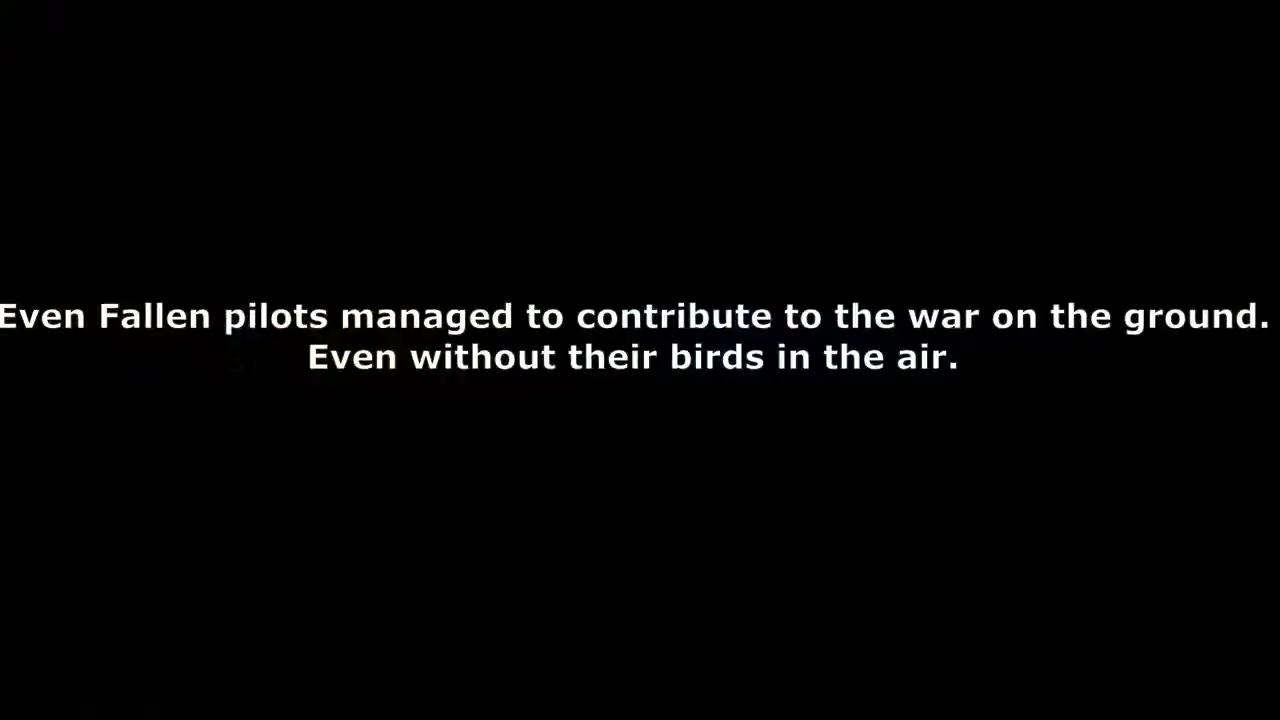 Even Fallen pilots managed to contribute to the war on the ground.
Even without their birds in the air.